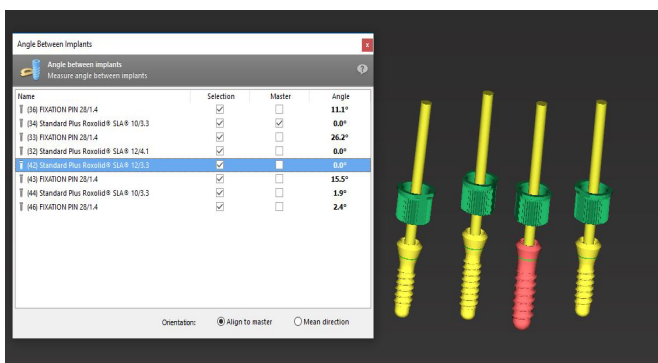 Angle Between Implants
x
Angle between implants
Measure angle between implants
?
Name Selection Master Angle
(36) FIXATION PIN 28/1.4 11.1°
(34) Standard Plus Roxolid® SLA® 10/3.3 0.0°
(33) FIXATION PIN 28/1.4 26.2°
(32) Standard Plus Roxolid® SLA® 12/4.1 0.0°
(42) Standard Plus Roxolid® SLA® 12/3.3 0.0°
(43) FIXATION PIN 28/1.4 15.5°
(44) Standard Plus Roxolid® SLA® 10/3.3 1.9°
(46) FIXATION PIN 28/1.4 2.4°
Orientation: Align to master Mean direction